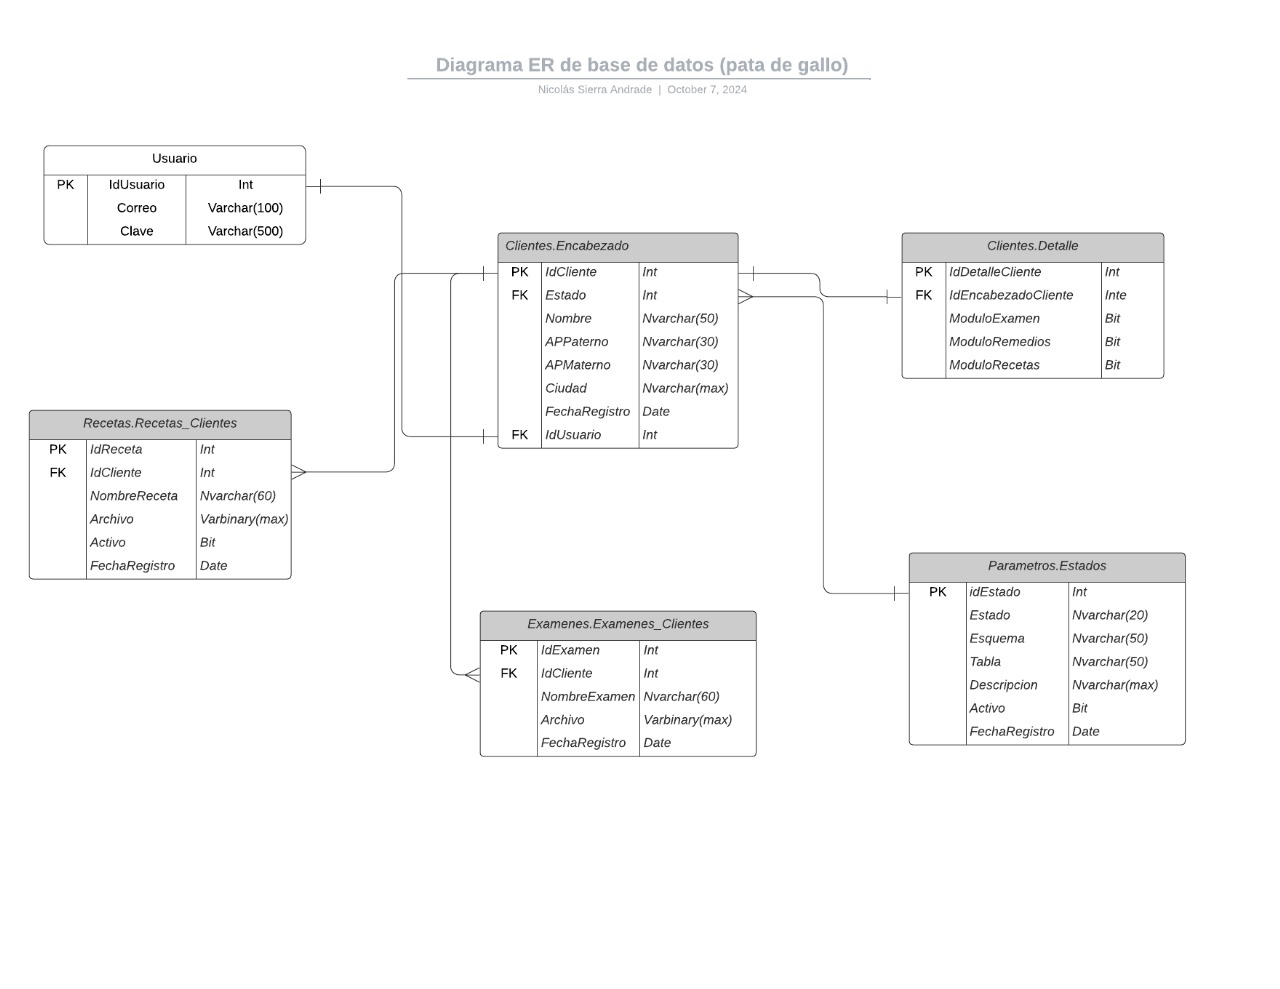 Diagrama ER de base de datos (pata de gallo)
Nicolás Sierra Andrade | October 7, 2024
Usuario
PK IdUsuario Int
Correo Varchar(100)
Clave Varchar(500)
Clientes.Encabezado
PK IdCliente Int
FK Estado Int
Nombre Nvarchar(50)
APPaterno Nvarchar(30)
APMaterno Nvarchar(30)
Ciudad Nvarchar(max)
FechaRegistro Date
FK IdUsuario Int
Clientes.Detalle
PK IdDetalleCliente Int
FK IdEncabezadoCliente Inte
ModuloExamen Bit
ModuloRemedios Bit
ModuloRecetas Bit
Recetas.Recetas_Clientes
PK IdReceta Int
FK IdCliente Int
NombreReceta Nvarchar(60)
Archivo Varbinary(max)
Activo Bit
FechaRegistro Date
Examenes.Examenes_Clientes
PK IdExamen Int
FK IdCliente Int
NombreExamen Nvarchar(60)
Archivo Varbinary(max)
FechaRegistro Date
Parametros.Estados
PK idEstado Int
Estado Nvarchar(20)
Esquema Nvarchar(50)
Tabla Nvarchar(50)
Descripcion Nvarchar(max)
Activo Bit
FechaRegistro Date